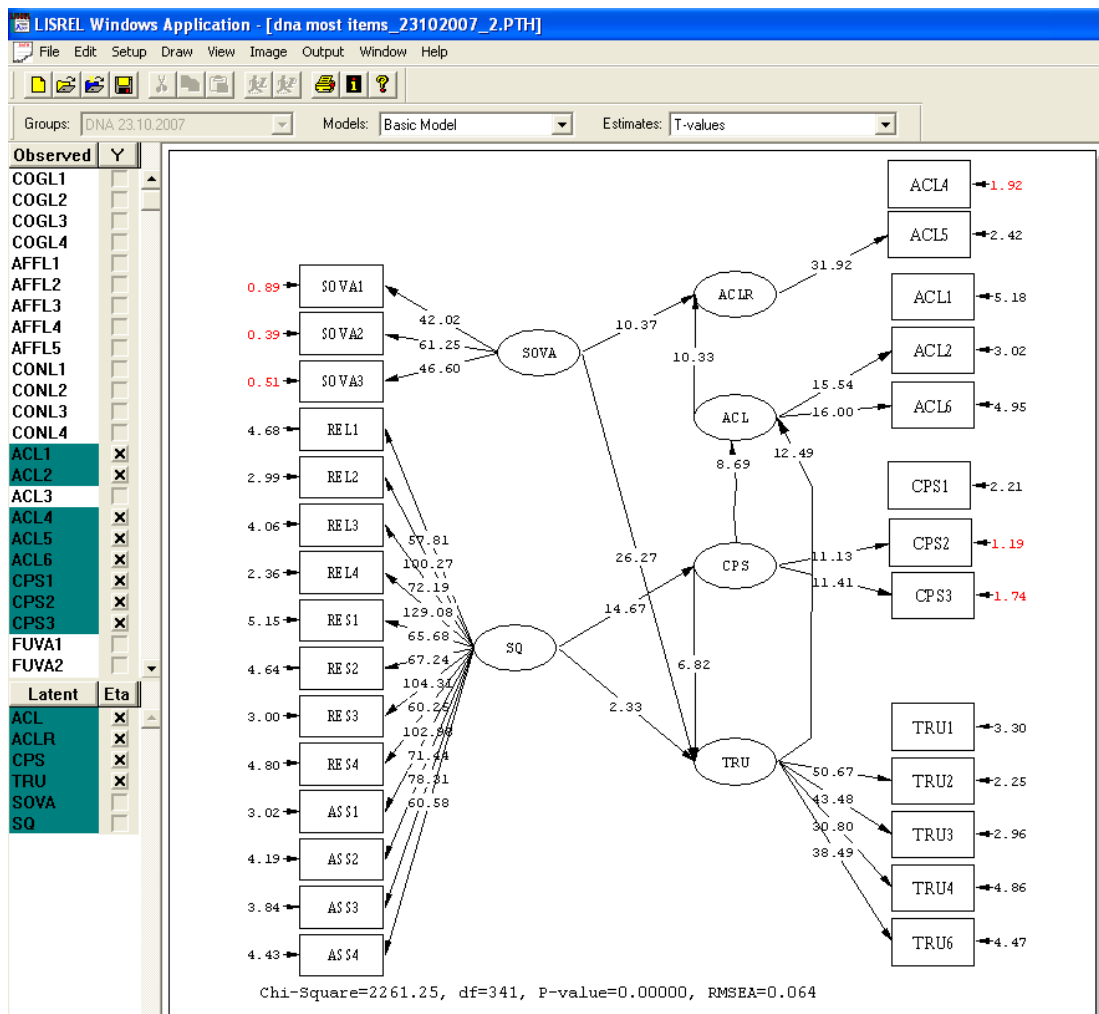 LISREL Windows Application - [dna most items_23102007_2.PTH]
File Edit Setup Draw View Image Output Window Help
Groups: DNA 23.10.2007 Models: Basic Model Estimates: T-values
Observed Y
COGL1
COGL2
COGL3
COGL4
AFFL1
AFFL2
AFFL3
AFFL4
AFFL5
CONL1
CONL2
CONL3
CONL4
ACL1
ACL2
ACL3
ACL4
ACL5
ACL6
CPS1
CPS2
CPS3
FUVA1
FUVA2
Latent Eta
ACL
ACLR
CPS
TRU
SOVA
SQ
0.89 SOVA1
0.39 SOVA2
0.51 SOVA3
4.68 REL1
2.99 REL2
4.06 REL3
2.36 REL4
5.15 RES1
4.64 RES2
3.00 RES3
4.80 RES4
3.02 ASS1
4.19 ASS2
3.84 ASS3
4.43 ASS4
42.02
61.25
46.60
57.81
100.27
72.19
129.08
65.68
67.24
104.31
60.25
102.98
71.44
78.31
60.58
SOVA
SQ
10.37
26.27
14.67
2.33
ACLR
10.33
ACL
8.69
12.49
CPS
6.82
TRU
31.92
15.54
16.00
11.13
11.41
50.67
43.48
30.80
38.49
ACL4 1.92
ACL5 2.42
ACL1 5.18
ACL2 3.02
ACL6 4.95
CPS1 2.21
CPS2 1.19
CPS3 1.74
TRU1 3.30
TRU2 2.25
TRU3 2.96
TRU4 4.86
TRU6 4.47
Chi-Square=2261.25, df=341, P-value=0.00000, RMSEA=0.064